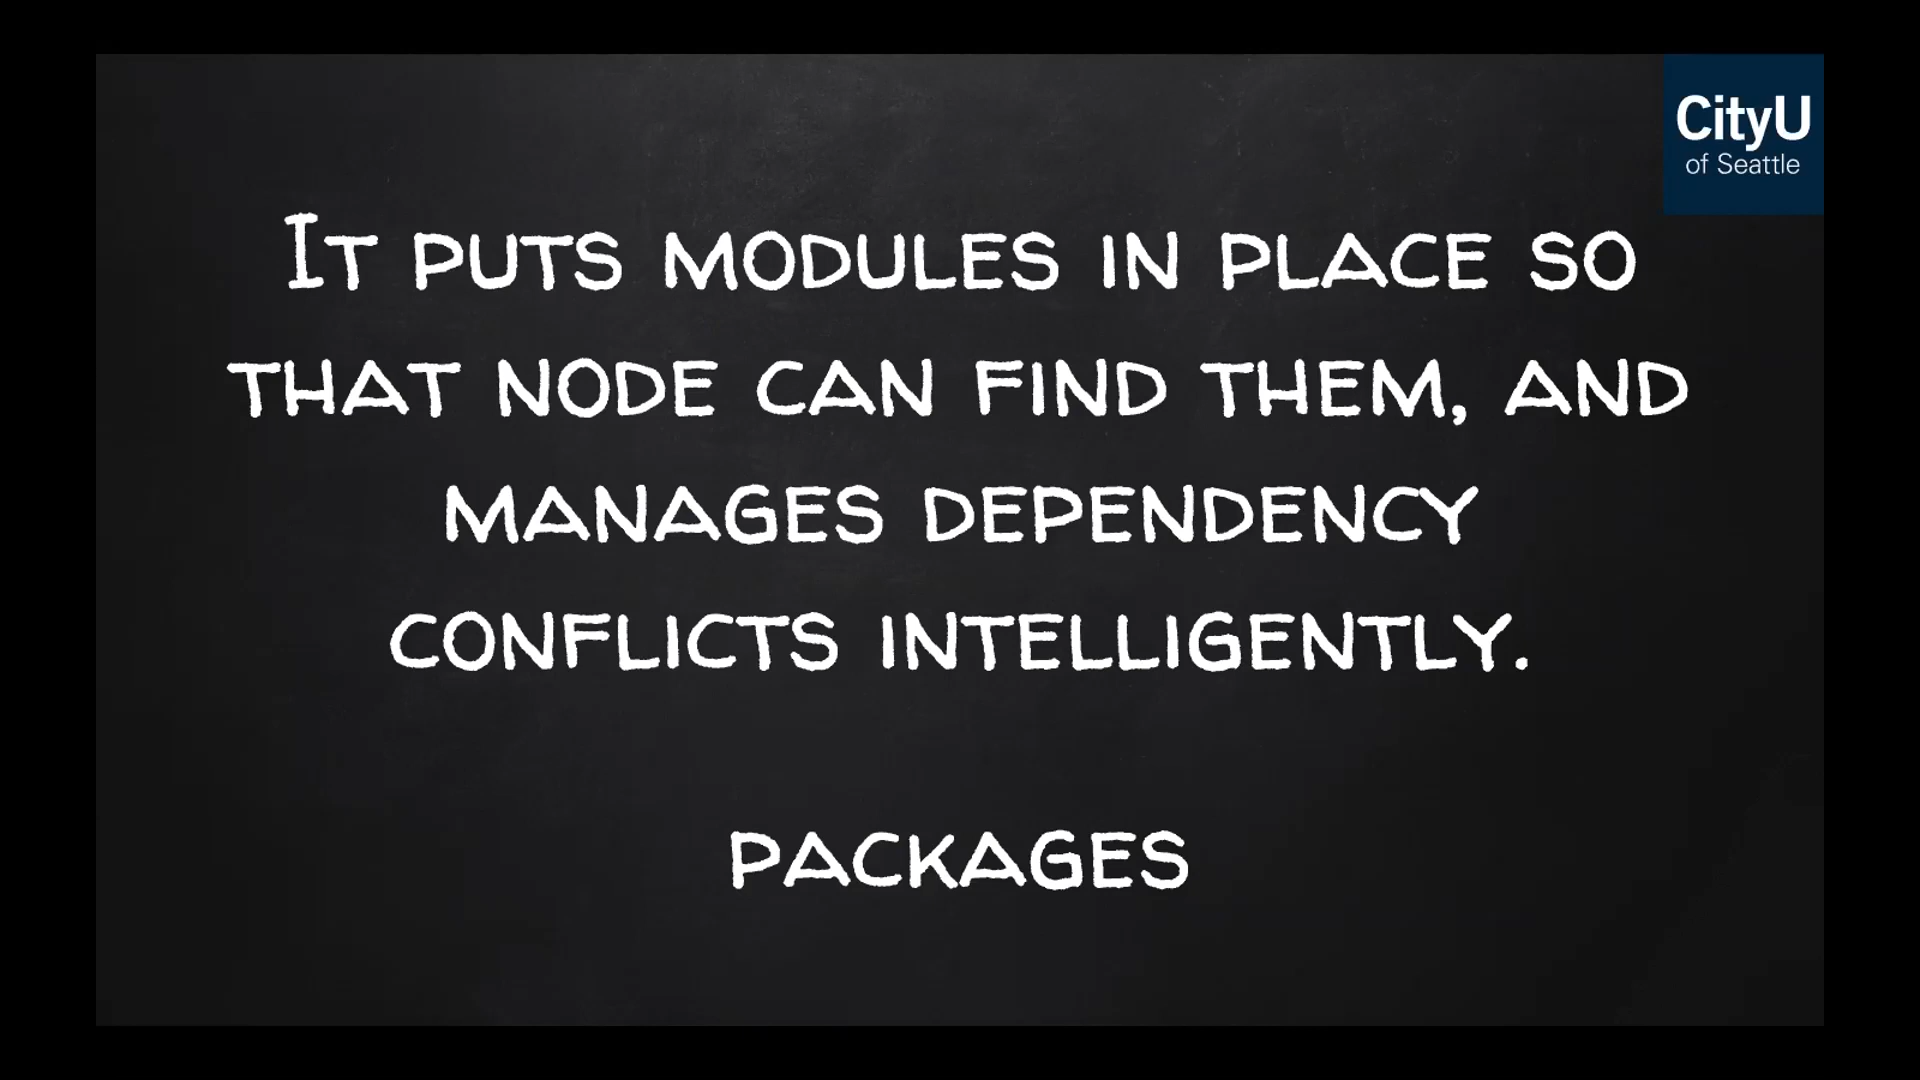 CityU
of Seattle
It puts modules in place so
that node can find them, and
manages dependency
conflicts intelligently.
packages